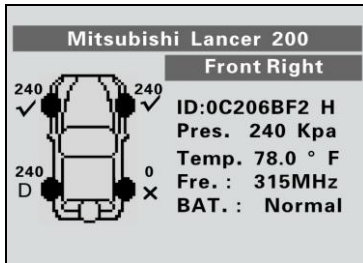 Mitsubishi Lancer 200
Front Right
240 240
ID:0C206BF2 H
Pres. 240 Kpa
Temp. 78.0 ° F
240 0
D
Fre.: 315MHz
BAT.: Normal